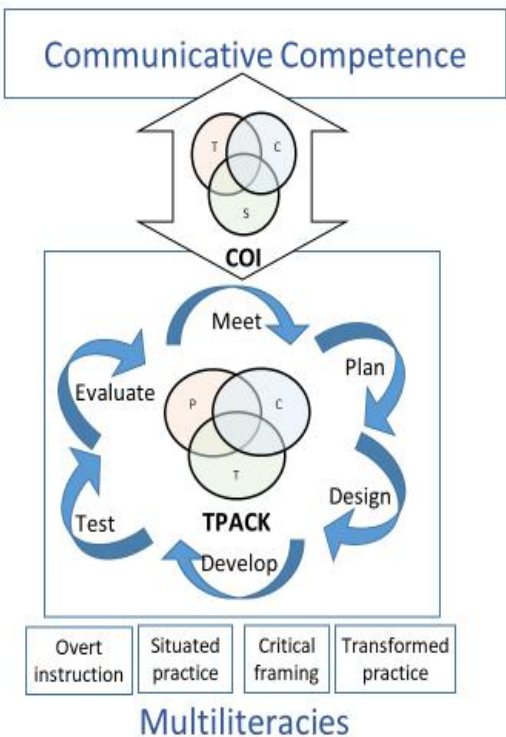 Communicative Competence
T
C
S
COI
Meet
Plan
Evaluate
P
C
T
Design
Test
TPACK
Develop
Overt
instruction
Situated
practice
Critical
framing
Transformed
practice
Multiliteracies